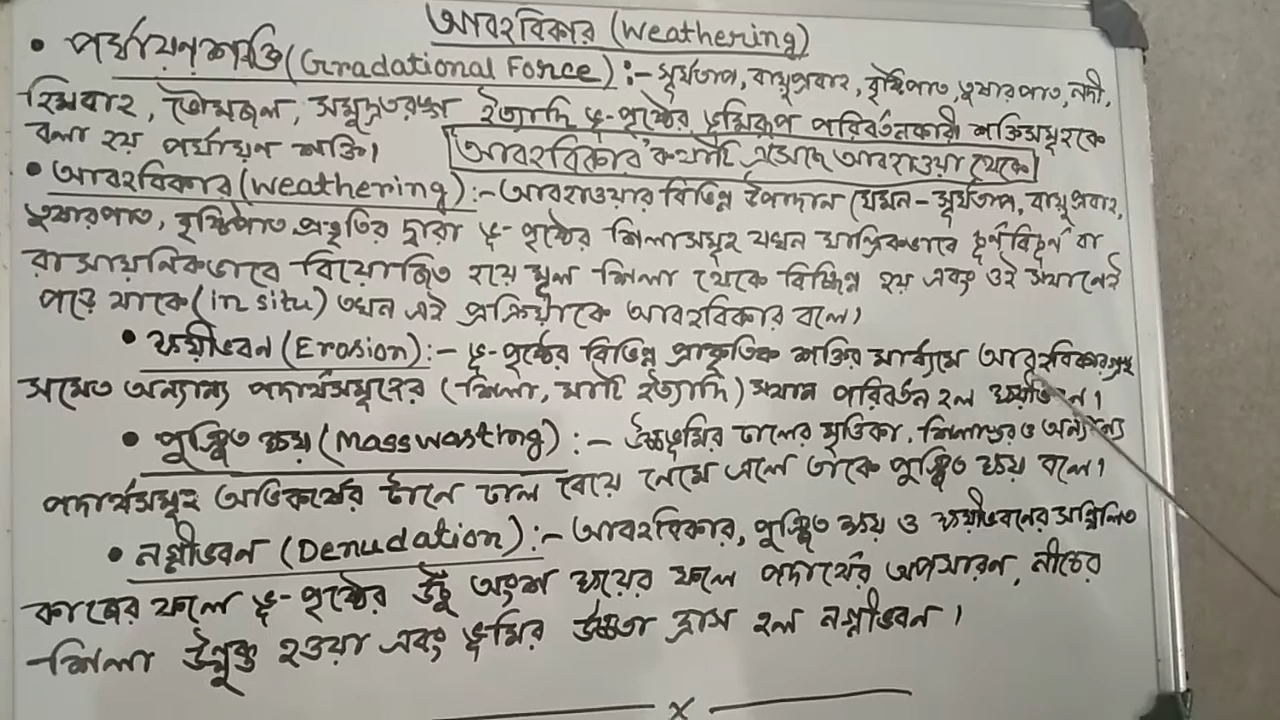 আবহবিকার (Weathering)
• পর্যায়ণশক্তি (Gradational Force) :- সূর্যতাপ, বায়ুপ্রবাহ, বৃষ্টিপাত, তুষারপাত, নদী,
হিমবাহ, ভৌমজল, সমুদ্রতরঙ্গ ইত্যাদি ভূ-পৃষ্ঠের ভূমিরূপ পরিবর্তনকারী শক্তিসমূহকে
বলা হয় পর্যায়ণ শক্তি। 'আবহবিকার' কথাটি এসেছে আবহাওয়া থেকে।
• আবহবিকার (Weathering) :- আবহাওয়ার বিভিন্ন উপাদান যেমন - সূর্যতাপ, বায়ুপ্রবাহ,
তুষারপাত, বৃষ্টিপাত প্রভৃতির দ্বারা ভূ-পৃষ্ঠের শিলাসমূহ যখন যান্ত্রিকভাবে চূর্ণবিচূর্ণ বা
রাসায়নিকভাবে বিয়োজিত হয়ে মূল শিলা থেকে বিচ্ছিন্ন হয় এবং ওই স্থানেই
পড়ে থাকে (in situ) তখন এই প্রক্রিয়াকে আবহবিকার বলে।
• ক্ষয়ীভবন (Erosion) :- ভূ-পৃষ্ঠের বিভিন্ন প্রাকৃতিক শক্তির মাধ্যমে আবহবিকারগ্রস্থ
সমেত অন্যান্য পদার্থসমূহের (শিলা, মাটি ইত্যাদি) স্থান পরিবর্তন হল ক্ষয়ীভবন।
• পুঞ্জিত ক্ষয় (Mass wasting) :- উচ্চভূমির ঢালের মৃত্তিকা, শিলাস্তর ও অন্যান্য
পদার্থসমূহ অভিকর্ষের টানে ঢাল বেয়ে নেমে এলে তাকে পুঞ্জিত ক্ষয় বলে।
• নগ্নীভবন (Denudation) :- আবহবিকার, পুঞ্জিত ক্ষয় ও ক্ষয়ীভবনের সম্মিলিত
কাজের ফলে ভূ-পৃষ্ঠের উঁচু অংশ ক্ষয়ের ফলে পদার্থের অপসারণ, নীচের
শিলা উন্মুক্ত হওয়া এবং ভূমির উচ্চতা হ্রাস হল নগ্নীভবন।
x